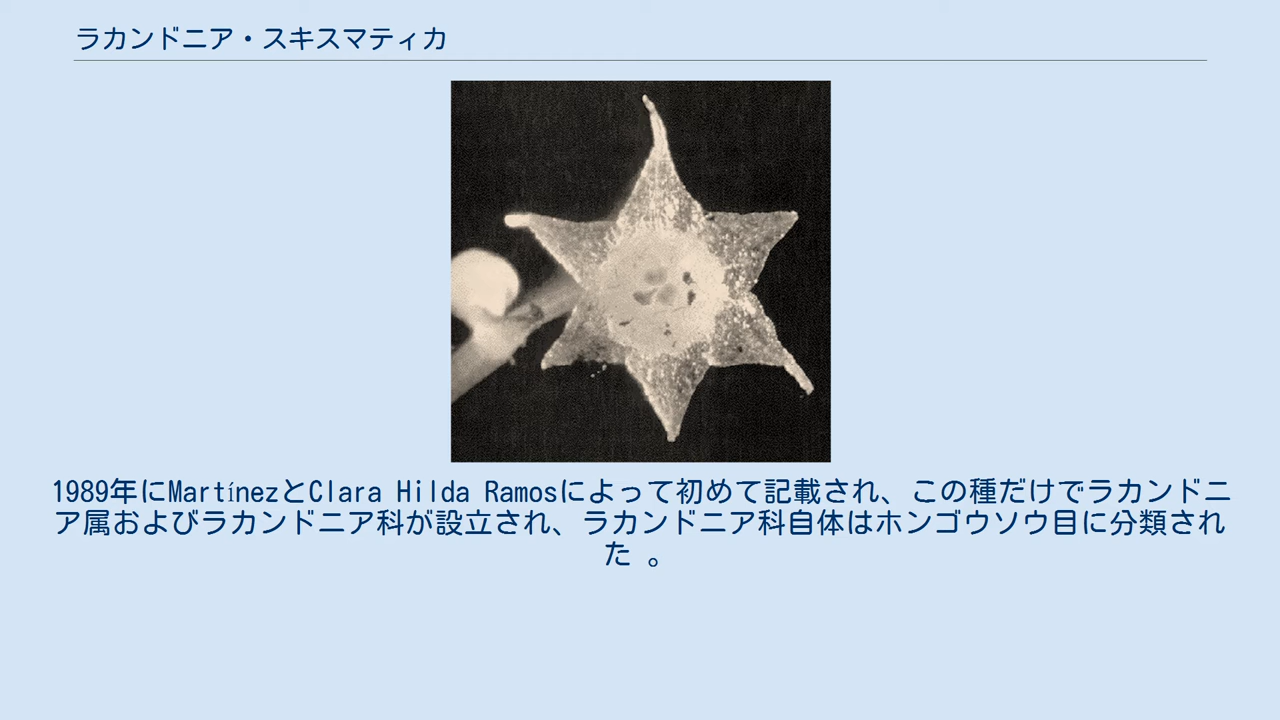 ラカンドニア・スキスマティカ
1989年にMartínezとClara Hilda Ramosによって初めて記載され、この種だけでラカンドニ
ア属およびラカンドニア科が設立され、ラカンドニア科自体はホンゴウソウ目に分類され
た 。